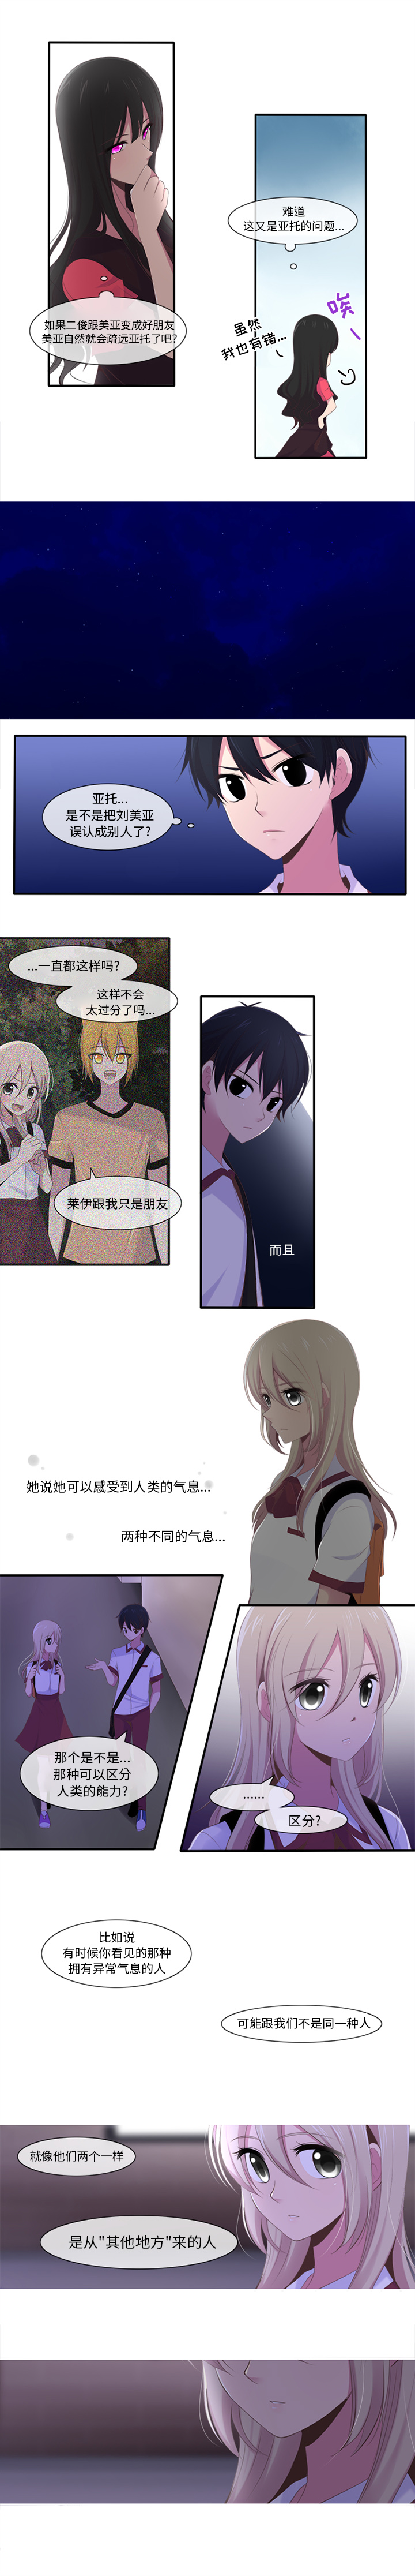 如果二俊跟美亚变成好朋友
美亚自然就会疏远亚托了吧?
难道
这又是亚托的问题...
唉
虽然
我也有错...
亚托...
是不是把刘美亚
误认成别人了?
...一直都这样吗?
这样不会
太过分了吗...
莱伊跟我只是朋友
而且
她说她可以感受到人类的气息...
两种不同的气息...
那个是不是...
那种可以区分
人类的能力?
......
区分?
比如说
有时候你看见的那种
拥有异常气息的人
可能跟我们不是同一种人
就像他们两个一样
是从"其他地方"来的人